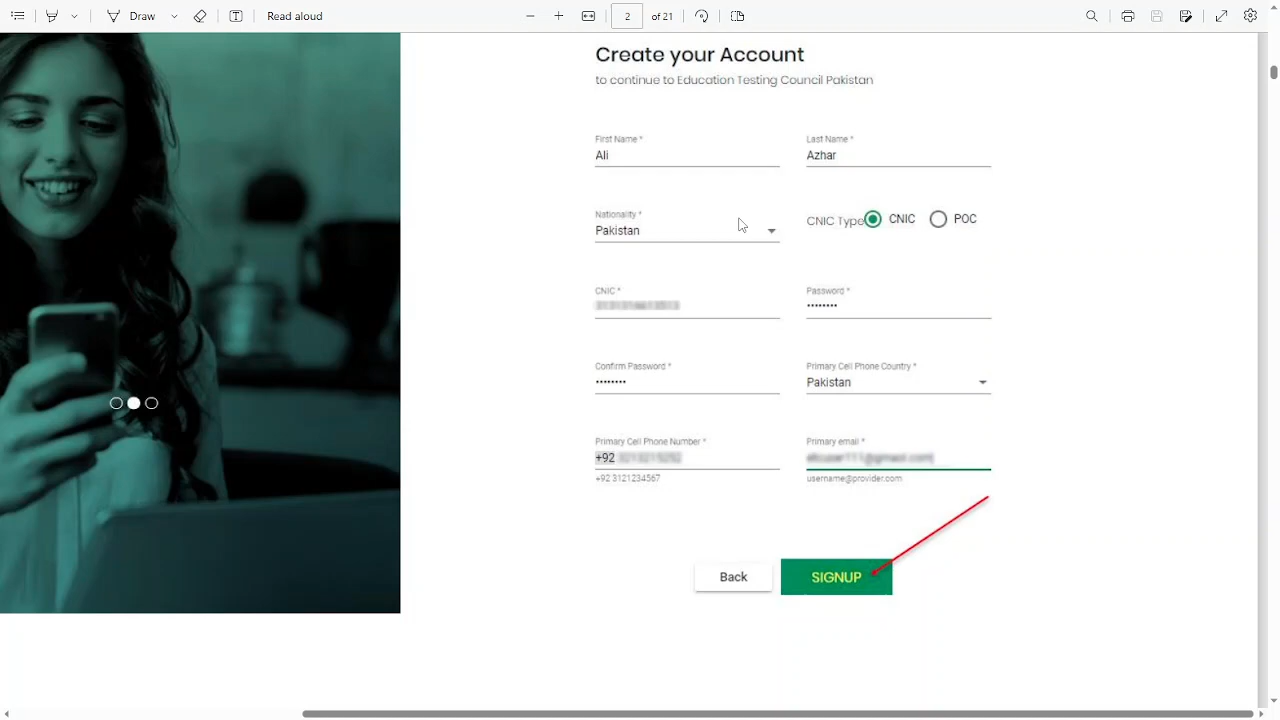 Draw
Read aloud
2 of 21
Create your Account
to continue to Education Testing Council Pakistan
First Name * Last Name *
Ali Azhar
Nationality *
Pakistan
CNIC Type CNIC POC
CNIC * Password *
••••••••
Confirm Password * Primary Cell Phone Country *
•••••••• Pakistan
Primary Cell Phone Number * Primary email *
+92
+92 3121234567 username@provider.com
Back SIGNUP